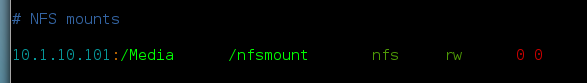 # NFS mounts
10.1.10.101:/Media /nfsmount nfs rw 0 0